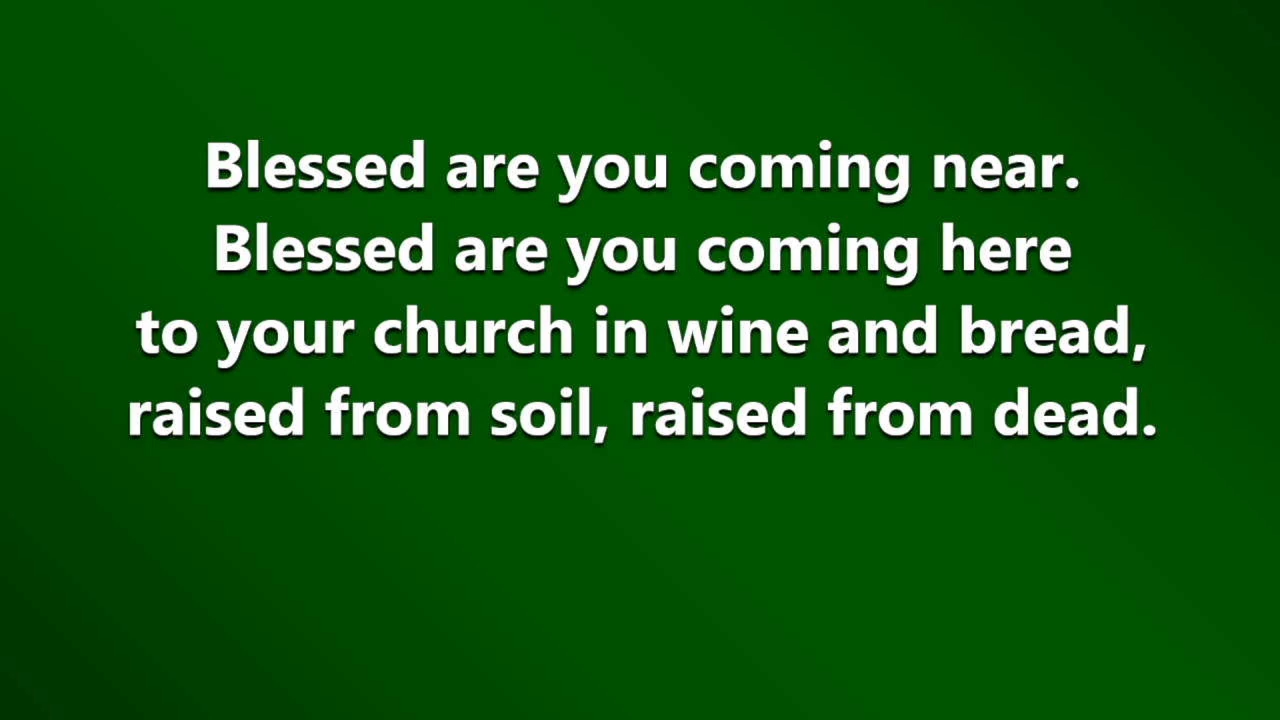 Blessed are you coming near.
Blessed are you coming here
to your church in wine and bread,
raised from soil, raised from dead.